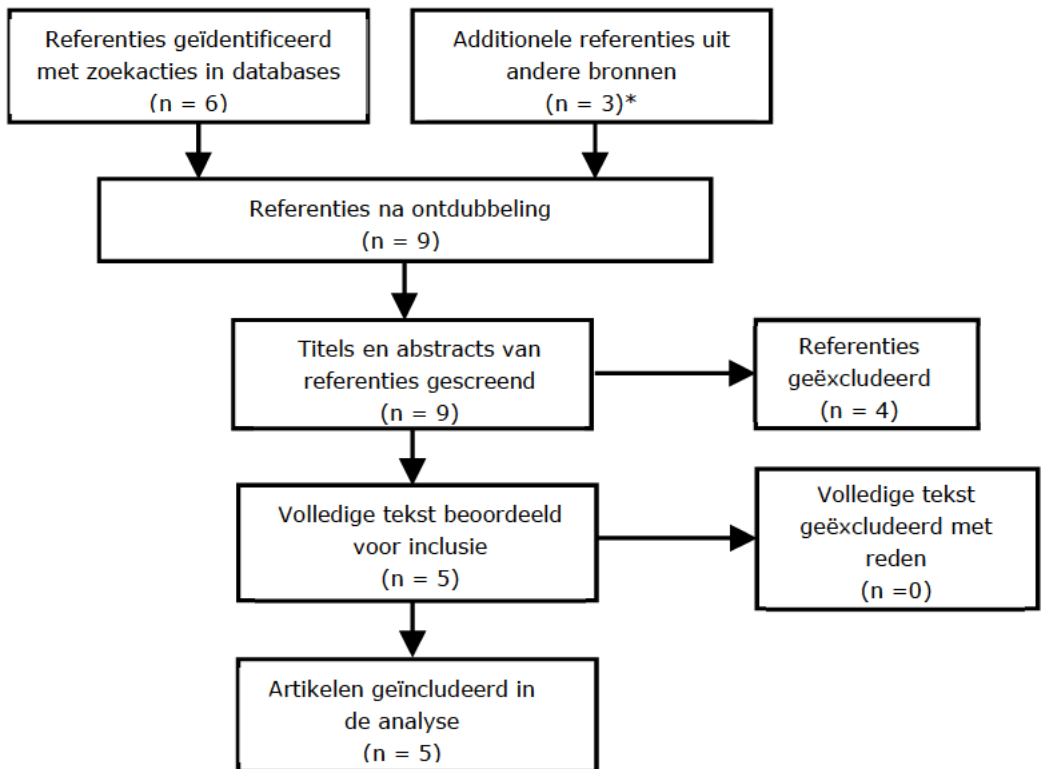 Referenties geïdentificeerd
met zoekacties in databases
(n = 6)
Additionele referenties uit
andere bronnen
(n = 3)*
Referenties na ontdubbeling
(n = 9)
Titels en abstracts van
referenties gescreend
(n = 9)
Referenties
geëxcludeerd
(n = 4)
Volledige tekst beoordeeld
voor inclusie
(n = 5)
Volledige tekst
geëxcludeerd met
reden
(n =0)
Artikelen geïncludeerd in
de analyse
(n = 5)